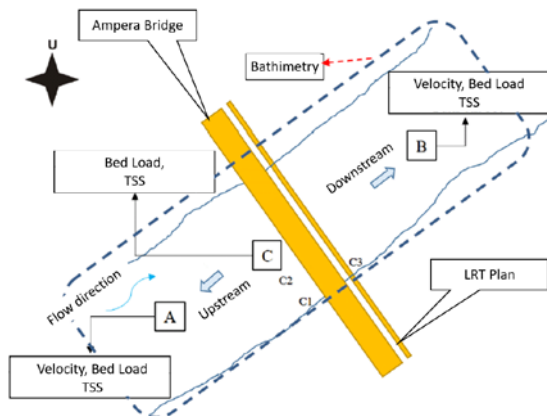 Ampera Bridge
U
Bathimetry
Velocity, Bed Load
TSS
B
Bed Load,
TSS
Downstream
C
C3
C2
LRT Plan
Flow direction
Upstream
C1
A
Velocity, Bed Load
TSS